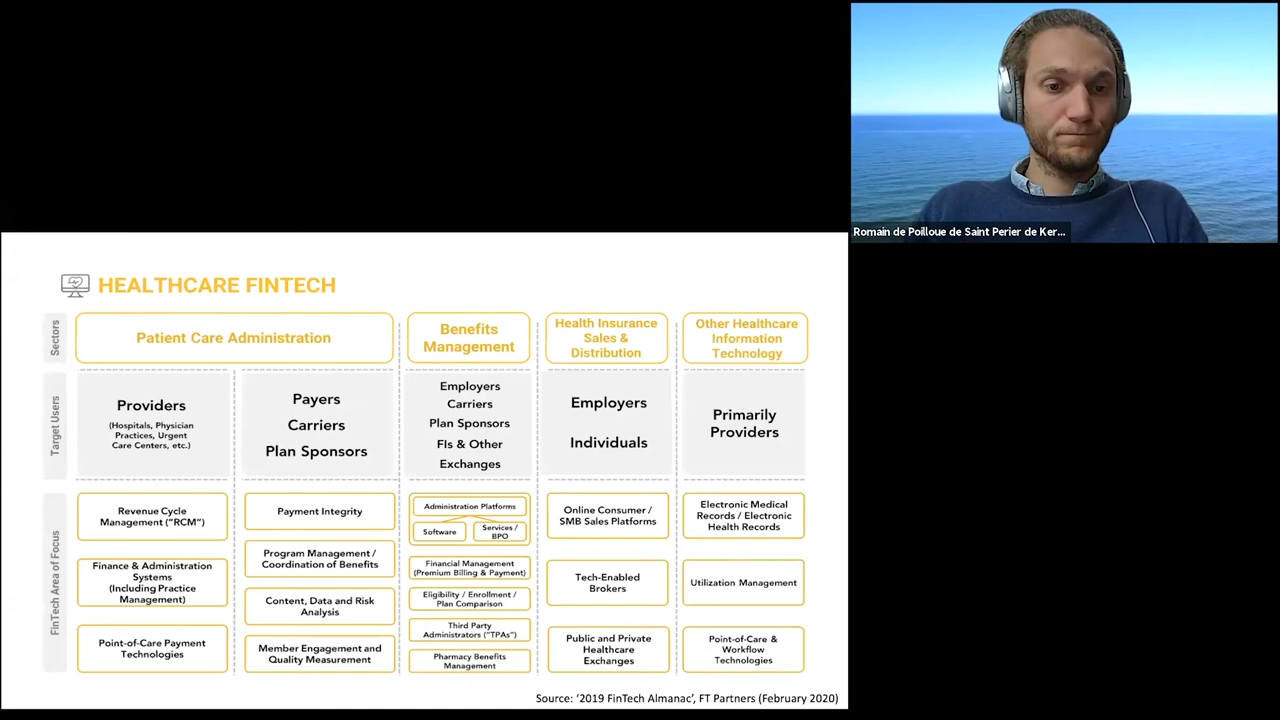 Romain de Poilloue de Saint Perier de Ker...
HEALTHCARE FINTECH
Sectors
Patient Care Administration
Benefits
Management
Health Insurance
Sales &
Distribution
Other Healthcare
Information
Technology
Target Users
Providers
(Hospitals, Physician
Practices, Urgent
Care Centers, etc.)
Payers
Carriers
Plan Sponsors
Employers
Carriers
Plan Sponsors
FIs & Other
Exchanges
Employers
Individuals
Primarily
Providers
FinTech Area of Focus
Revenue Cycle
Management ("RCM")
Finance & Administration
Systems
(Including Practice
Management)
Point-of-Care Payment
Technologies
Payment Integrity
Program Management /
Coordination of Benefits
Content, Data and Risk
Analysis
Member Engagement and
Quality Measurement
Administration Platforms
Software
Services /
BPO
Financial Management
(Premium Billing & Payment)
Eligibility / Enrollment /
Plan Comparison
Third Party
Administrators ("TPAs")
Pharmacy Benefits
Management
Online Consumer /
SMB Sales Platforms
Tech-Enabled
Brokers
Public and Private
Healthcare
Exchanges
Electronic Medical
Records / Electronic
Health Records
Utilization Management
Point-of-Care &
Workflow
Technologies
Source: '2019 FinTech Almanac', FT Partners (February 2020)